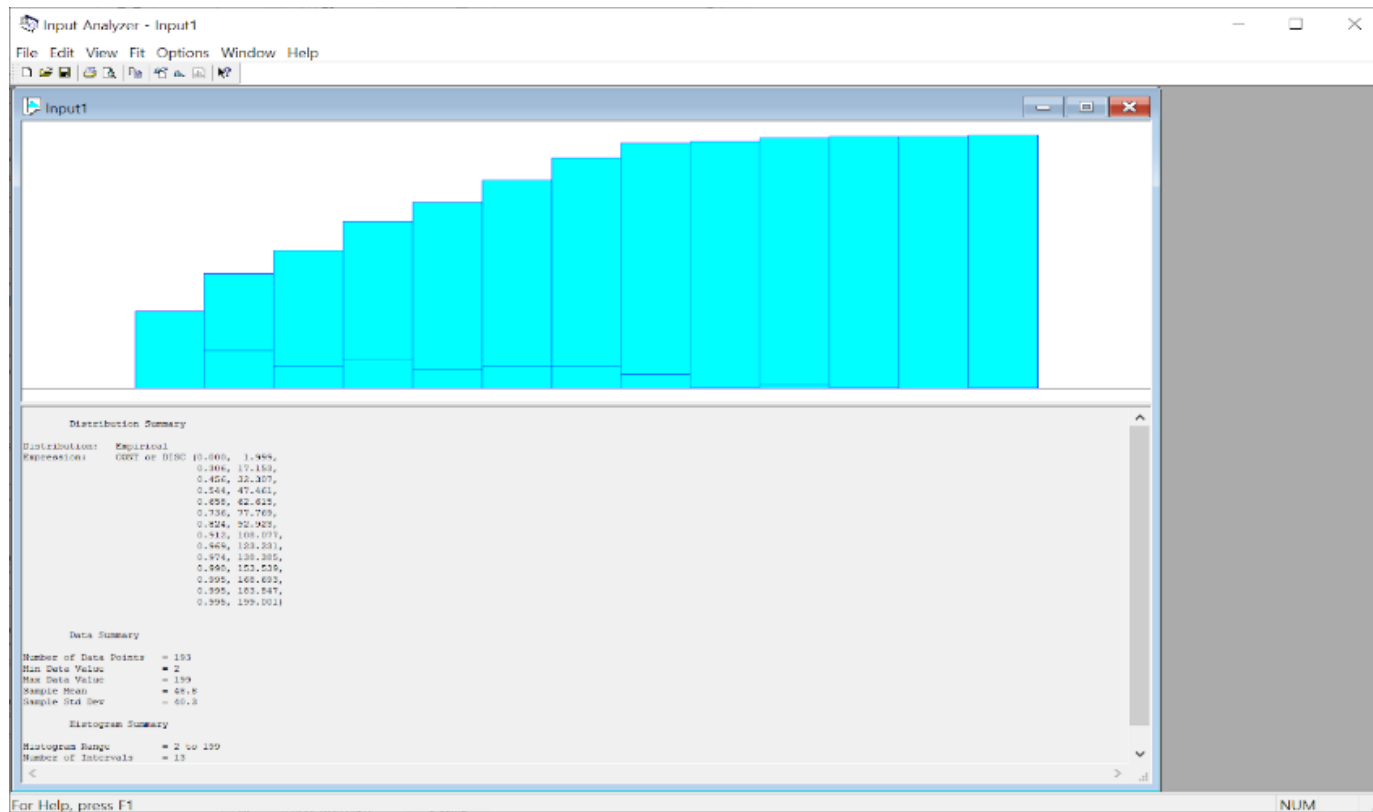 Input Analyzer - Input1
File Edit View Fit Options Window Help
Input1
Distribution Summary
Distribution: Empirical
Expression: CONT or DISC (0.000, 1.999,
0.306, 17.153,
0.456, 32.307,
0.544, 47.461,
0.658, 62.615,
0.736, 77.769,
0.824, 92.923,
0.912, 108.077,
0.969, 123.231,
0.974, 138.385,
0.990, 153.539,
0.995, 168.693,
0.995, 183.847,
0.995, 199.001)
Data Summary
Number of Data Points = 193
Min Data Value = 2
Max Data Value = 199
Sample Mean = 48.8
Sample Std Dev = 40.3
Histogram Summary
Histogram Range = 2 to 199
Number of Intervals = 13
For Help, press F1
NUM